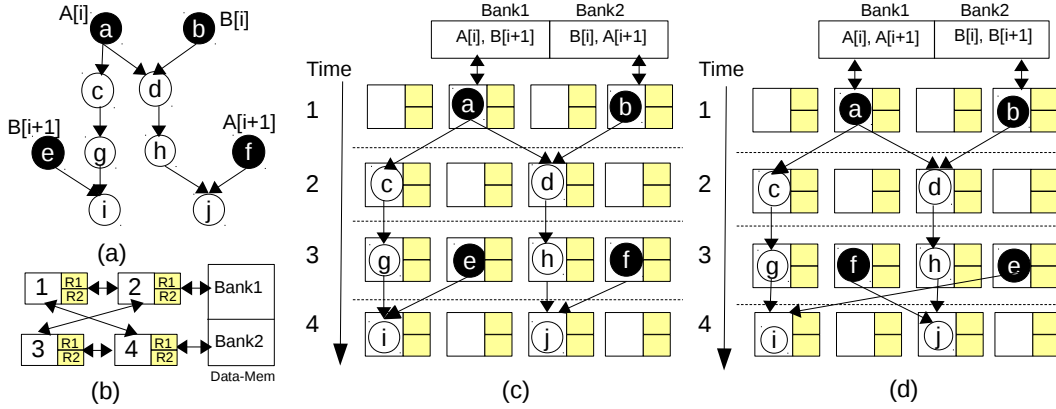 A[i]
a
b
B[i]
c
d
B[i+1]
A[i+1]
e
g
h
f
i
j
(a)
1
R1
R2
2
R1
R2
Bank1
3
R1
R2
4
R1
R2
Bank2
Data-Mem
(b)
Bank1
Bank2
A[i], B[i+1]
B[i], A[i+1]
Time
1
a
b
2
c
d
3
g
e
h
f
4
i
j
(c)
Bank1
Bank2
A[i], A[i+1]
B[i], B[i+1]
Time
1
a
b
2
c
d
3
g
f
h
e
4
i
j
(d)